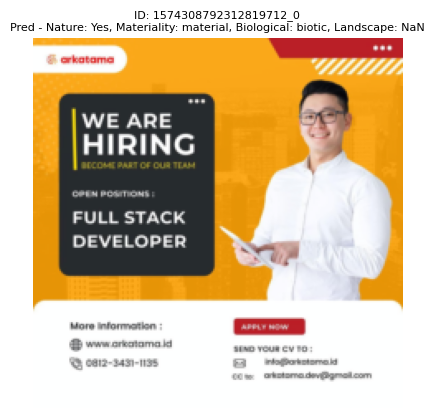 ID: 1574308792312819712_0
Pred - Nature: Yes, Materiality: material, Biological: biotic, Landscape: NaN
arkatama
WE ARE
HIRING
BECOME PART OF OUR TEAM
OPEN POSITIONS :
FULL STACK
DEVELOPER
More Information :
www.arkatama.id
0812-3431-1135
APPLY NOW
SEND YOUR CV TO :
info@arkatama.id
CC to: arkatama.dev@gmail.com